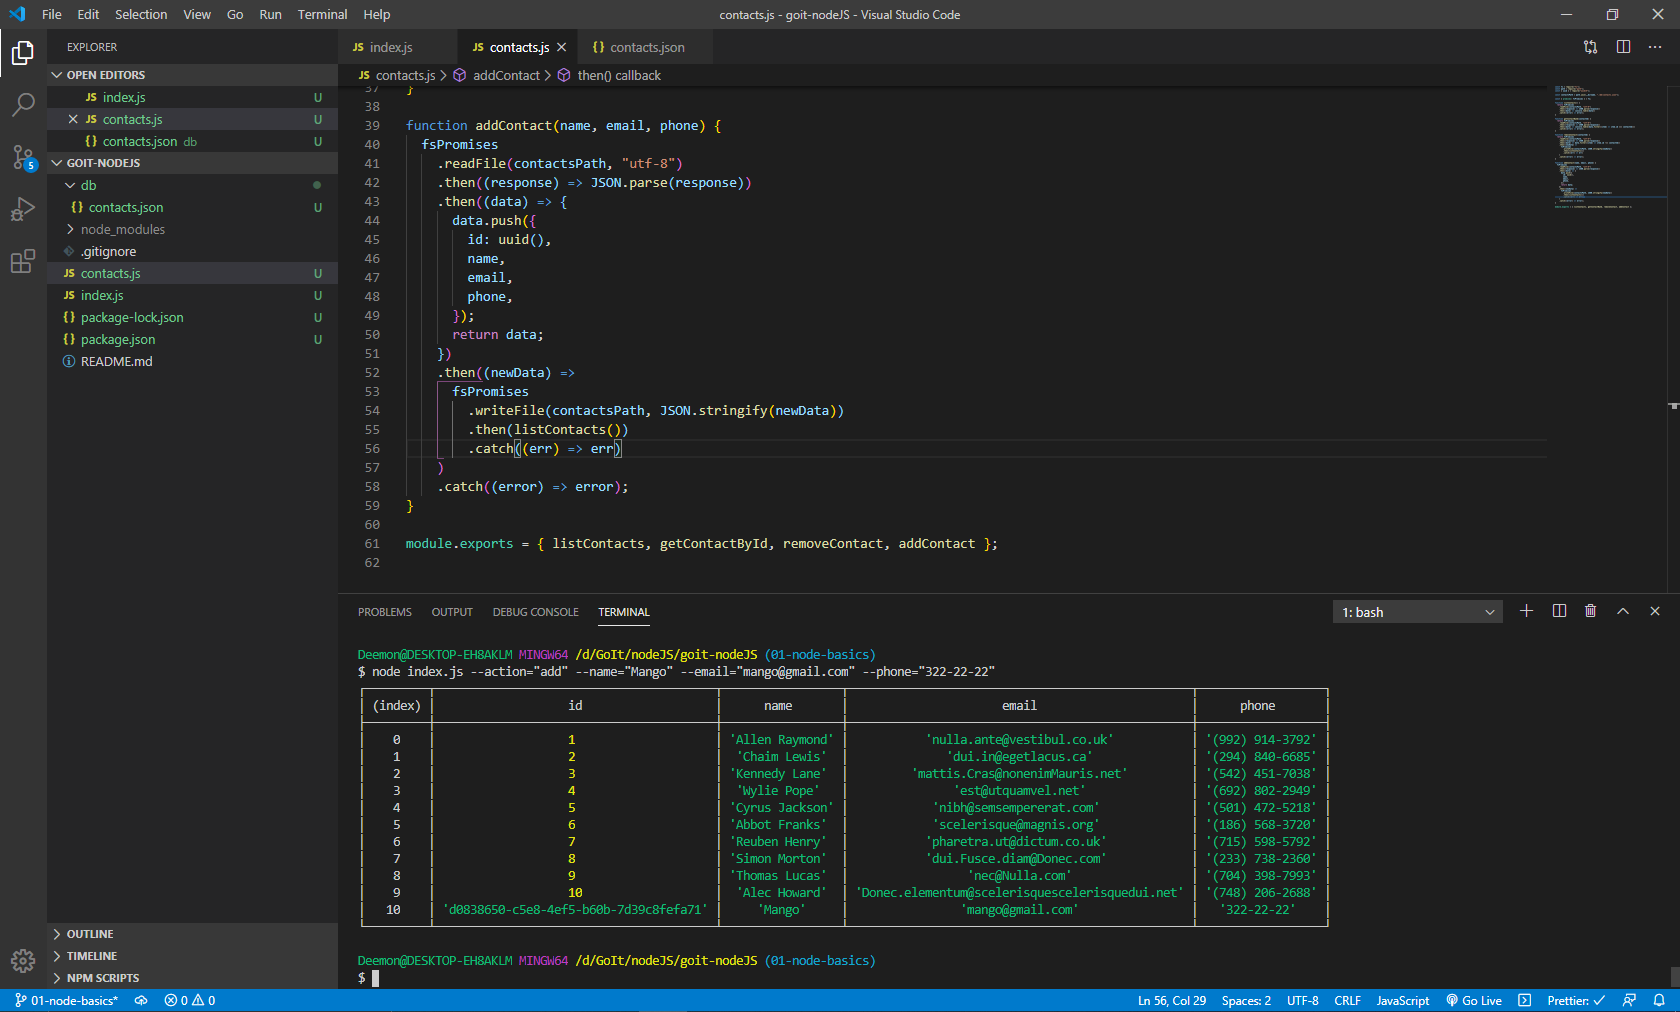 File Edit Selection View Go Run Terminal Help
contacts.js - goit-nodeJS - Visual Studio Code
EXPLORER
OPEN EDITORS
JS index.js U
JS contacts.js U
{} contacts.json db U
GOIT-NODEJS
db
{} contacts.json U
node_modules
.gitignore
JS contacts.js U
JS index.js U
{} package-lock.json U
{} package.json U
README.md
OUTLINE
TIMELINE
NPM SCRIPTS
5
JS index.js JS contacts.js {} contacts.json
JS contacts.js > addContact > then() callback
37 }
38
39 function addContact(name, email, phone) {
40 fsPromises
41 .readFile(contactsPath, "utf-8")
42 .then((response) => JSON.parse(response))
43 .then((data) => {
44 data.push({
45 id: uuid(),
46 name,
47 email,
48 phone,
49 });
50 return data;
51 })
52 .then((newData) =>
53 fsPromises
54 .writeFile(contactsPath, JSON.stringify(newData))
55 .then(listContacts())
56 .catch((err) => err)
57 )
58 .catch((error) => error);
59 }
60
61 module.exports = { listContacts, getContactById, removeContact, addContact };
62
PROBLEMS OUTPUT DEBUG CONSOLE TERMINAL
1: bash
Deemon@DESKTOP-EH8AKLM MINGW64 /d/GoIt/nodeJS/goit-nodeJS (01-node-basics)
$ node index.js --action="add" --name="Mango" --email="mango@gmail.com" --phone="322-22-22"
(index) id name email phone
0 1 'Allen Raymond' 'nulla.ante@vestibul.co.uk' '(992) 914-3792'
1 2 'Chaim Lewis' 'dui.in@egetlacus.ca' '(294) 840-6685'
2 3 'Kennedy Lane' 'mattis.Cras@nonenimMauris.net' '(542) 451-7038'
3 4 'Wylie Pope' 'est@utquamvel.net' '(692) 802-2949'
4 5 'Cyrus Jackson' 'nibh@semsempererat.com' '(501) 472-5218'
5 6 'Abbot Franks' 'scelerisque@magnis.org' '(186) 568-3720'
6 7 'Reuben Henry' 'pharetra.ut@dictum.co.uk' '(715) 598-5792'
7 8 'Simon Morton' 'dui.Fusce.diam@Donec.com' '(233) 738-2360'
8 9 'Thomas Lucas' 'nec@Nulla.com' '(704) 398-7993'
9 10 'Alec Howard' 'Donec.elementum@scelerisquescelerisquedui.net' '(748) 206-2688'
10 'd0838650-c5e8-4ef5-b60b-7d39c8fefa71' 'Mango' 'mango@gmail.com' '322-22-22'
Deemon@DESKTOP-EH8AKLM MINGW64 /d/GoIt/nodeJS/goit-nodeJS (01-node-basics)
$
01-node-basics* 0 0 Ln 56, Col 29 Spaces: 2 UTF-8 CRLF JavaScript Go Live Prettier: ✓